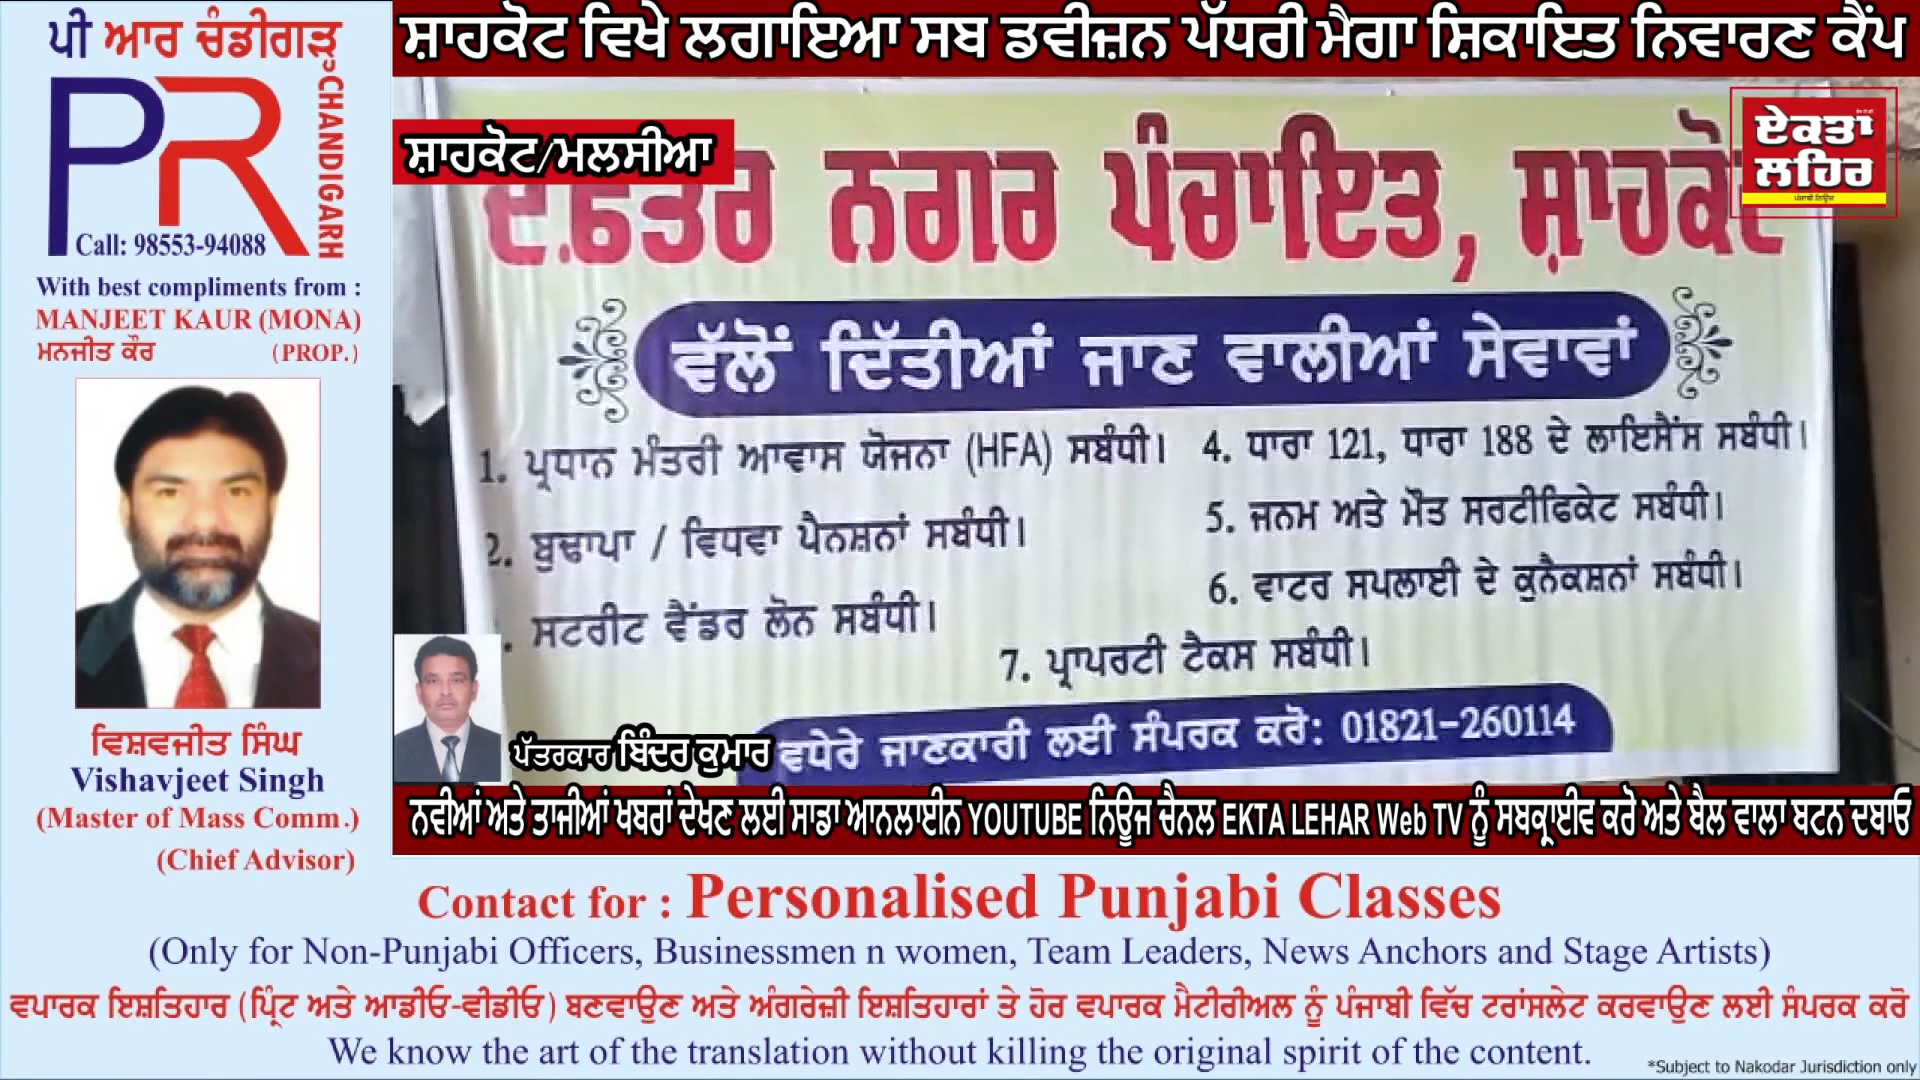 ਪੀ ਆਰ ਚੰਡੀਗੜ੍ਹ
PR
CHANDIGARH
Call: 98553-94088
With best compliments from :
MANJEET KAUR (MONA)
ਮਨਜੀਤ ਕੌਰ (PROP.)
ਵਿਸ਼ਵਜੀਤ ਸਿੰਘ
Vishavjeet Singh
(Master of Mass Comm.)
(Chief Advisor)
ਸ਼ਾਹਕੋਟ ਵਿਖੇ ਲਗਾਇਆ ਸਬ ਡਵੀਜ਼ਨ ਪੱਧਰੀ ਮੈਗਾ ਸ਼ਿਕਾਇਤ ਨਿਵਾਰਣ ਕੈਂਪ
ਸ਼ਾਹਕੋਟ/ਮਲਸੀਆ
ਏਕਤਾ
ਲਹਿਰ
ਪੰਜਾਬੀ ਨਿਊਜ਼
ਦਫ਼ਤਰ ਨਗਰ ਪੰਚਾਇਤ, ਸ਼ਾਹਕੋਟ
ਵੱਲੋਂ ਦਿੱਤੀਆਂ ਜਾਣ ਵਾਲੀਆਂ ਸੇਵਾਵਾਂ
1. ਪ੍ਰਧਾਨ ਮੰਤਰੀ ਆਵਾਸ ਯੋਜਨਾ (HFA) ਸਬੰਧੀ।
2. ਬੁਢਾਪਾ / ਵਿਧਵਾ ਪੈਨਸ਼ਨਾਂ ਸਬੰਧੀ।
. ਸਟਰੀਟ ਵੈਂਡਰ ਲੋਨ ਸਬੰਧੀ।
4. ਧਾਰਾ 121, ਧਾਰਾ 188 ਦੇ ਲਾਇਸੈਂਸ ਸਬੰਧੀ।
5. ਜਨਮ ਅਤੇ ਮੌਤ ਸਰਟੀਫਿਕੇਟ ਸਬੰਧੀ।
6. ਵਾਟਰ ਸਪਲਾਈ ਦੇ ਕੁਨੈਕਸ਼ਨਾਂ ਸਬੰਧੀ।
7. ਪ੍ਰਾਪਰਟੀ ਟੈਕਸ ਸਬੰਧੀ।
ਵਧੇਰੇ ਜਾਣਕਾਰੀ ਲਈ ਸੰਪਰਕ ਕਰੋ: 01821-260114
ਪੱਤਰਕਾਰ ਬਿੰਦਰ ਕੁਮਾਰ
ਨਵੀਆਂ ਅਤੇ ਤਾਜੀਆਂ ਖਬਰਾਂ ਦੇਖਣ ਲਈ ਸਾਡਾ ਆਨਲਾਈਨ YOUTUBE ਨਿਊਜ ਚੈਨਲ EKTA LEHAR Web TV ਨੂੰ ਸਬਕ੍ਰਾਈਵ ਕਰੋ ਅਤੇ ਬੈਲ ਵਾਲਾ ਬਟਨ ਦਬਾਓ
Contact for : Personalised Punjabi Classes
(Only for Non-Punjabi Officers, Businessmen n women, Team Leaders, News Anchors and Stage Artists)
ਵਪਾਰਕ ਇਸ਼ਤਿਹਾਰ (ਪ੍ਰਿੰਟ ਅਤੇ ਆਡੀਓ-ਵੀਡੀਓ) ਬਣਵਾਉਣ ਅਤੇ ਅੰਗਰੇਜ਼ੀ ਇਸ਼ਤਿਹਾਰਾਂ ਤੇ ਹੋਰ ਵਪਾਰਕ ਮੈਟੀਰੀਅਲ ਨੂੰ ਪੰਜਾਬੀ ਵਿੱਚ ਟਰਾਂਸਲੇਟ ਕਰਵਾਉਣ ਲਈ ਸੰਪਰਕ ਕਰੋ
We know the art of the translation without killing the original spirit of the content.
*Subject to Nakodar Jurisdiction only